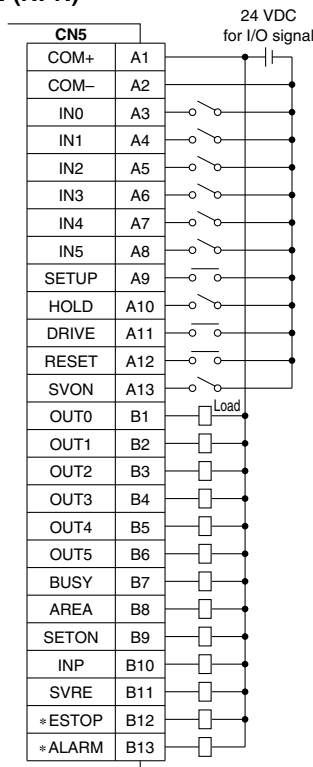 24 VDC
for I/O signal
CN5
COM+ A1
COM– A2
IN0 A3
IN1 A4
IN2 A5
IN3 A6
IN4 A7
IN5 A8
SETUP A9
HOLD A10
DRIVE A11
RESET A12
SVON A13
OUT0 B1 Load
OUT1 B2
OUT2 B3
OUT3 B4
OUT4 B5
OUT5 B6
BUSY B7
AREA B8
SETON B9
INP B10
SVRE B11
∗ESTOP B12
∗ALARM B13